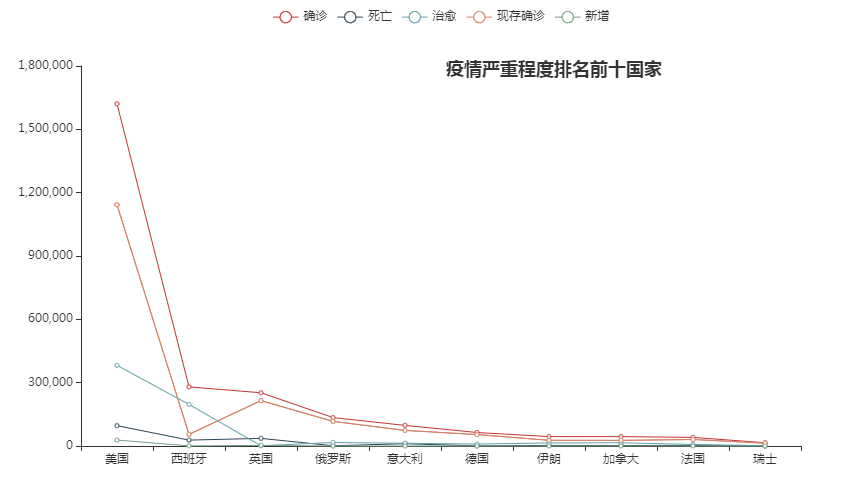 确诊 死亡 治愈 现存确诊 新增
疫情严重程度排名前十国家
1,800,000
1,500,000
1,200,000
900,000
600,000
300,000
0
美国 西班牙 英国 俄罗斯 意大利 德国 伊朗 加拿大 法国 瑞士